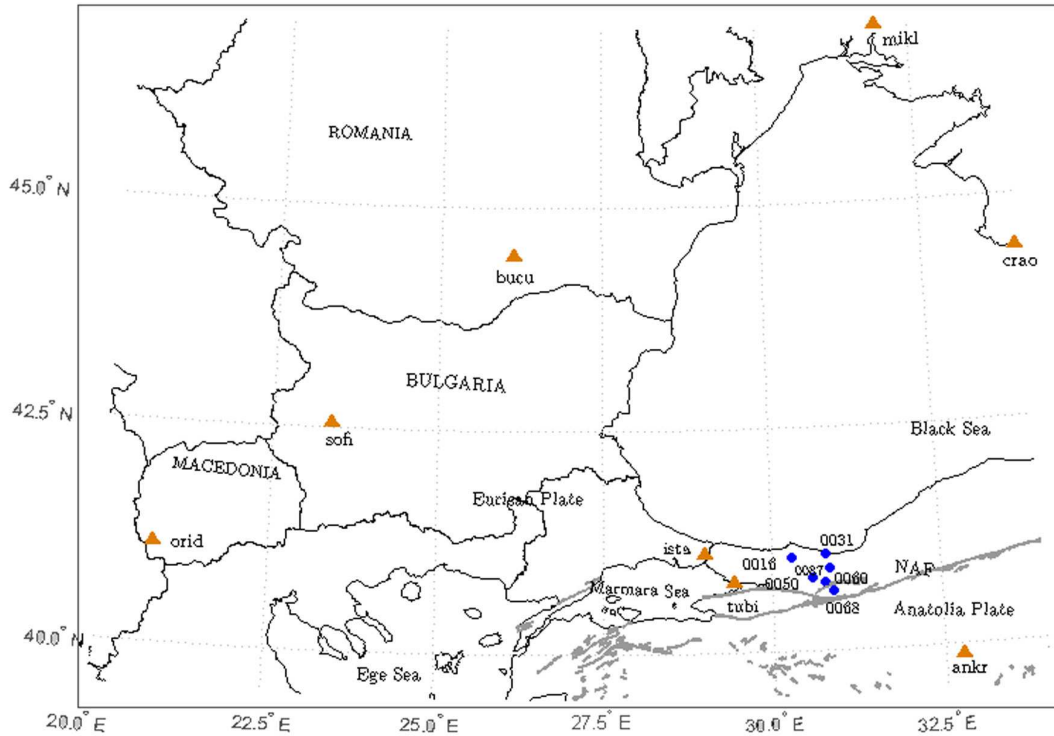 mikl
ROMANIA
45.0° N
crao
bucu
BULGARIA
42.5° N
sofi
Black Sea
MACEDONIA
Eurisan Plate
orid
ista
0031
0016
0087
NAF
0050
0060
Marmara Sea
tubi
0068
Anatolia Plate
40.0° N
Ege Sea
ankr
20.0° E
22.5° E
25.0° E
27.5° E
30.0° E
32.5° E